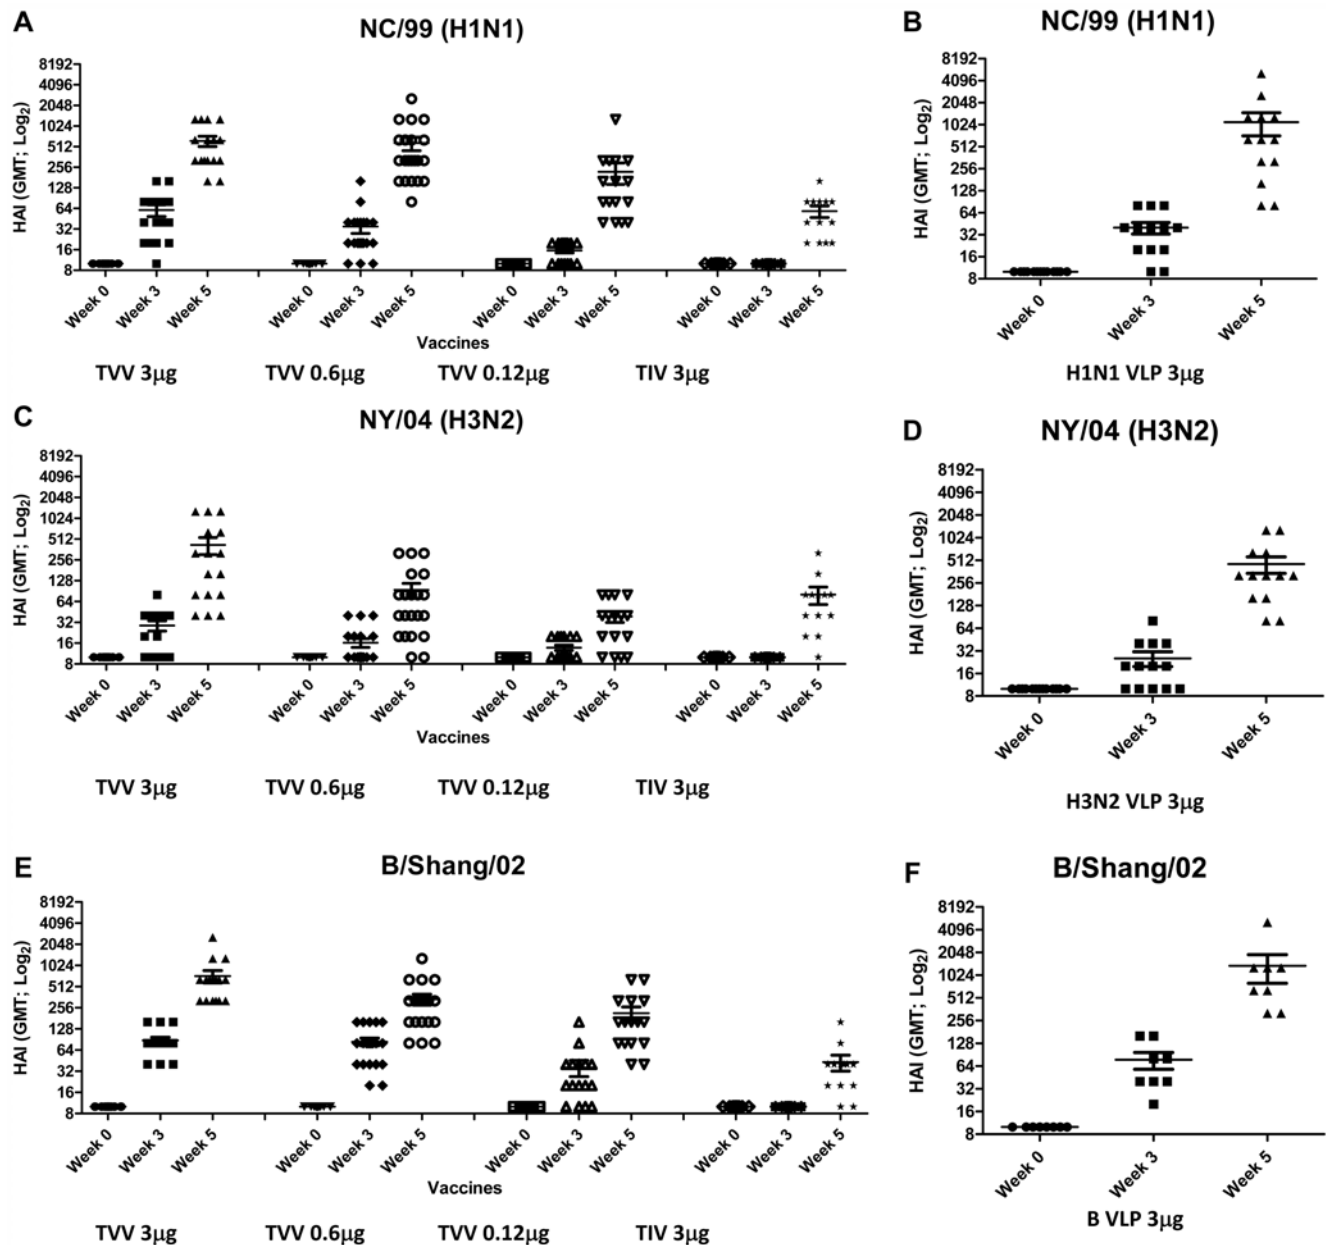 A
NC/99 (H1N1)
HAI (GMT; Log2)
8192
4096
2048
1024
512
256
128
64
32
16
8
Week 0
Week 3
Week 5
Week 0
Week 3
Week 5
Week 0
Week 3
Week 5
Week 0
Week 3
Week 5
Vaccines
TVV 3μg
TVV 0.6μg
TVV 0.12μg
TIV 3μg
B
NC/99 (H1N1)
HAI (GMT; Log2)
8192
4096
2048
1024
512
256
128
64
32
16
8
Week 0
Week 3
Week 5
H1N1 VLP 3μg
C
NY/04 (H3N2)
HAI (GMT; Log2)
8192
4096
2048
1024
512
256
128
64
32
16
8
Week 0
Week 3
Week 5
Week 0
Week 3
Week 5
Week 0
Week 3
Week 5
Week 0
Week 3
Week 5
Vaccines
TVV 3μg
TVV 0.6μg
TVV 0.12μg
TIV 3μg
D
NY/04 (H3N2)
HAI (GMT; Log2)
8192
4096
2048
1024
512
256
128
64
32
16
8
Week 0
Week 3
Week 5
H3N2 VLP 3μg
E
B/Shang/02
HAI (GMT; Log2)
8192
4096
2048
1024
512
256
128
64
32
16
8
Week 0
Week 3
Week 5
Week 0
Week 3
Week 5
Week 0
Week 3
Week 5
Week 0
Week 3
Week 5
Vaccines
TVV 3μg
TVV 0.6μg
TVV 0.12μg
TIV 3μg
F
B/Shang/02
HAI (GMT; Log2)
8192
4096
2048
1024
512
256
128
64
32
16
8
Week 0
Week 3
Week 5
B VLP 3μg